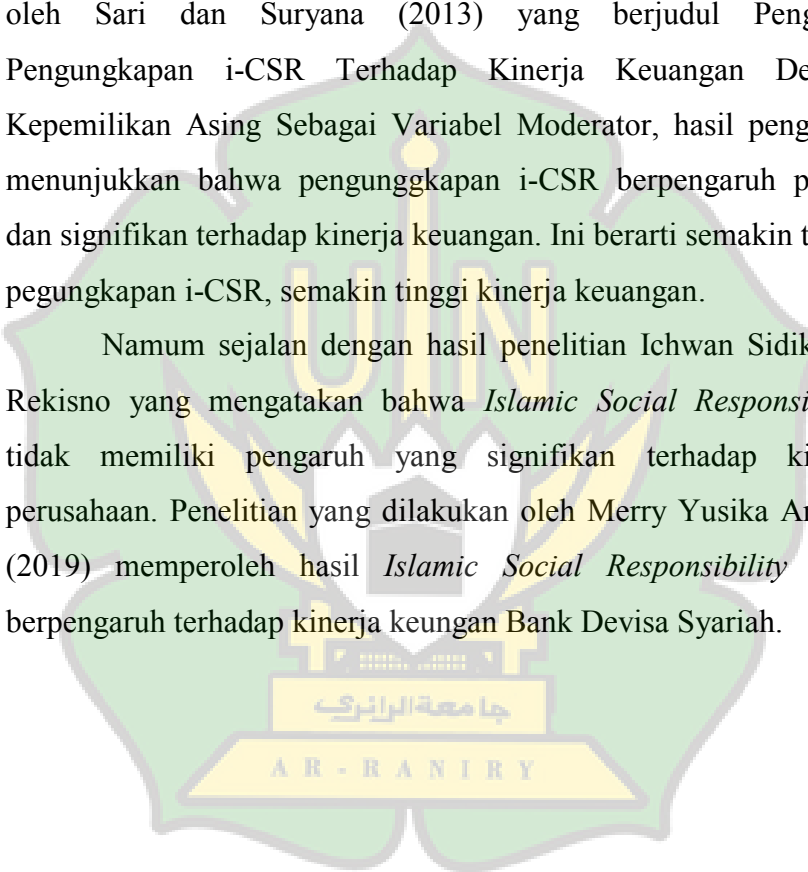 oleh Sari dan Suryana (2013) yang berjudul Peng
Pengungkapan i-CSR Terhadap Kinerja Keuangan De
Kepemilikan Asing Sebagai Variabel Moderator, hasil peng
menunjukkan bahwa pengunggkapan i-CSR berpengaruh p
dan signifikan terhadap kinerja keuangan. Ini berarti semakin t
pegungkapan i-CSR, semakin tinggi kinerja keuangan.
Namum sejalan dengan hasil penelitian Ichwan Sidik
Rekisno yang mengatakan bahwa Islamic Social Responsi
tidak memiliki pengaruh yang signifikan terhadap ki
perusahaan. Penelitian yang dilakukan oleh Merry Yusika A
(2019) memperoleh hasil Islamic Social Responsibility
berpengaruh terhadap kinerja keungan Bank Devisa Syariah.
UIN
جامعة الرانري
AR-RANIRY